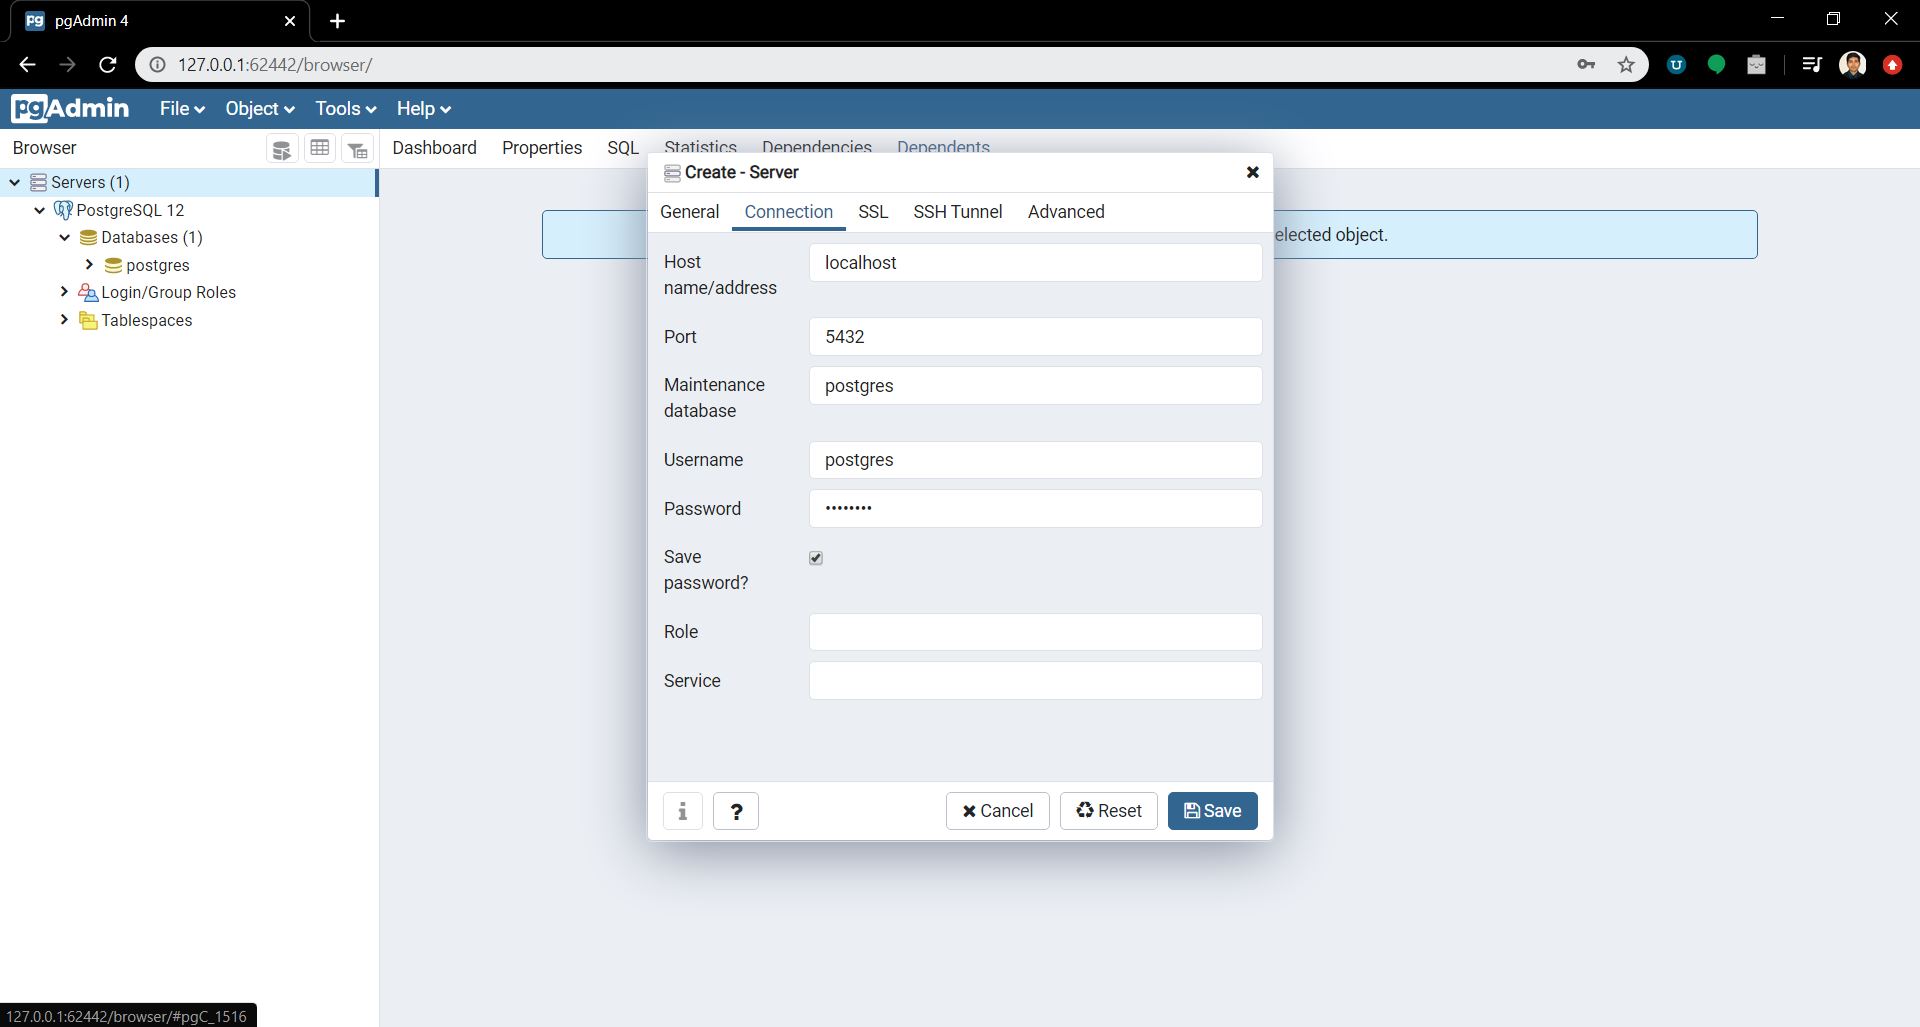 pgAdmin 4
127.0.0.1:62442/browser/
pgAdmin File Object Tools Help
Browser
Dashboard Properties SQL Statistics Dependencies Dependents
Servers (1)
PostgreSQL 12
Databases (1)
postgres
Login/Group Roles
Tablespaces
elected object.
Create - Server
General Connection SSL SSH Tunnel Advanced
Host
name/address
localhost
Port
5432
Maintenance
database
postgres
Username
postgres
Password
••••••••
Save
password?
Role
Service
i ? Cancel Reset Save
127.0.0.1:62442/browser/#pgC_1516